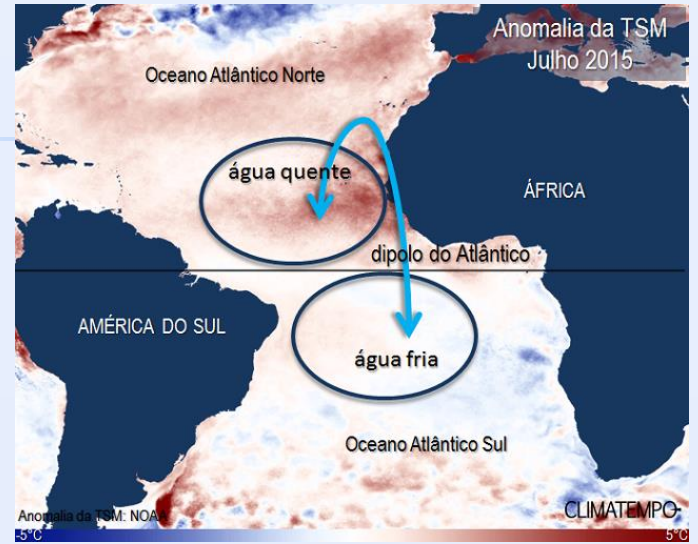 Anomalia da TSM
Julho 2015
Oceano Atlântico Norte
água quente
ÁFRICA
dipolo do Atlântico
AMÉRICA DO SUL
água fria
Oceano Atlântico Sul
Anomalia da TSM: NOAA
CLIMATEMPO
-5°C
5°C